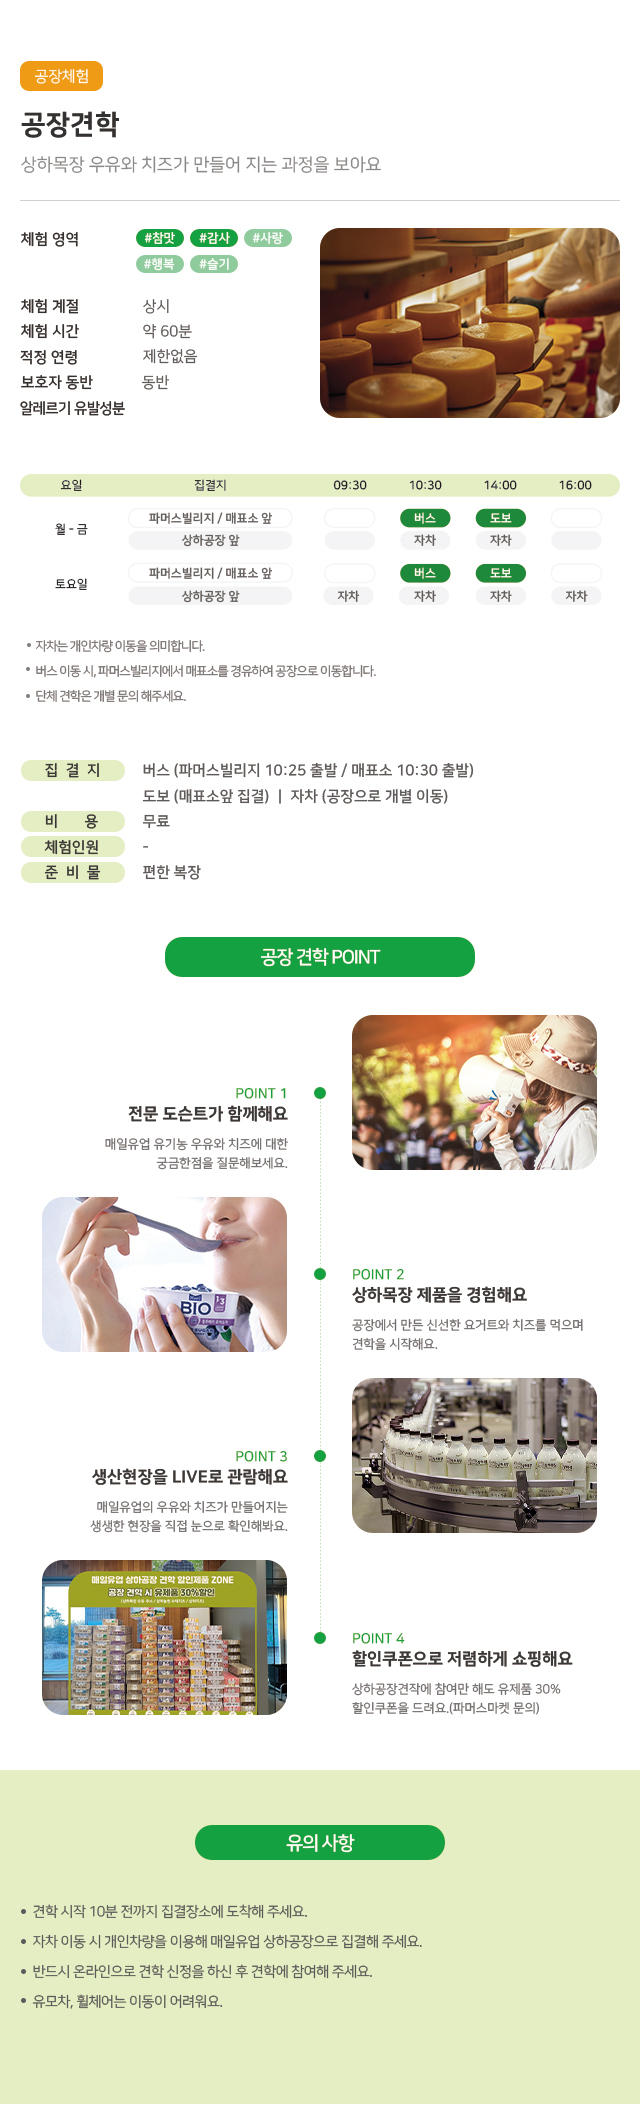 공장체험
공장견학
상하목장 우유와 치즈가 만들어 지는 과정을 보아요
체험 영역 #참맛 #감사 #사랑
#행복 #슬기
체험 계절 상시
체험 시간 약 60분
적정 연령 제한없음
보호자 동반 동반
알레르기 유발성분
요일 집결지 09:30 10:30 14:00 16:00
월 - 금
파머스빌리지 / 매표소 앞 버스 도보
상하공장 앞 자차 자차
토요일
파머스빌리지 / 매표소 앞 버스 도보
상하공장 앞 자차 자차 자차 자차
• 자차는 개인차량 이동을 의미합니다.
• 버스 이동 시, 파머스빌리지에서 매표소를 경유하여 공장으로 이동합니다.
• 단체 견학은 개별 문의 해주세요.
집 결 지 버스 (파머스빌리지 10:25 출발 / 매표소 10:30 출발)
도보 (매표소앞 집결) | 자차 (공장으로 개별 이동)
비 용 무료
체험인원 -
준 비 물 편한 복장
공장 견학 POINT
POINT 1
전문 도슨트가 함께해요
매일유업 유기농 우유와 치즈에 대한
궁금한점을 질문해보세요.
BIO
POINT 2
상하목장 제품을 경험해요
공장에서 만든 신선한 요거트와 치즈를 먹으며
견학을 시작해요.
POINT 3
생산현장을 LIVE로 관람해요
매일유업의 우유와 치즈가 만들어지는
생생한 현장을 직접 눈으로 확인해봐요.
매일유업 상하공장 견학 할인제품 ZONE
공장 견학 시 유제품 30%할인
POINT 4
할인쿠폰으로 저렴하게 쇼핑해요
상하공장견작에 참여만 해도 유제품 30%
할인쿠폰을 드려요.(파머스마켓 문의)
유의 사항
• 견학 시작 10분 전까지 집결장소에 도착해 주세요.
• 자차 이동 시 개인차량을 이용해 매일유업 상하공장으로 집결해 주세요.
• 반드시 온라인으로 견학 신정을 하신 후 견학에 참여해 주세요.
• 유모차, 휠체어는 이동이 어려워요.